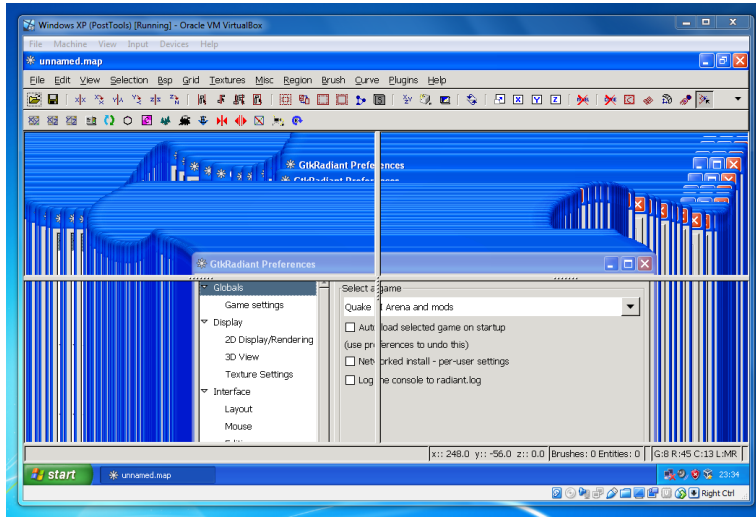 Windows XP (PostTools) [Running] - Oracle VM VirtualBox
File Machine View Input Devices Help
unnamed.map
File Edit View Selection Bsp Grid Textures Misc Region Brush Curve Plugins Help
GtkRadiant Preferences
GtkRadiant Preferences
Globals
Select a game
Game settings
Quake III Arena and mods
Display
Auto load selected game on startup
2D Display/Rendering
(use preferences to undo this)
3D View
Networked install - per-user settings
Texture Settings
Log the console to radiant.log
Interface
Layout
Mouse
x:: 248.0 y:: -56.0 z:: 0.0 Brushes: 0 Entities: 0 G:8 R:45 C:13 L:MR
start unnamed.map 23:34
Right Ctrl